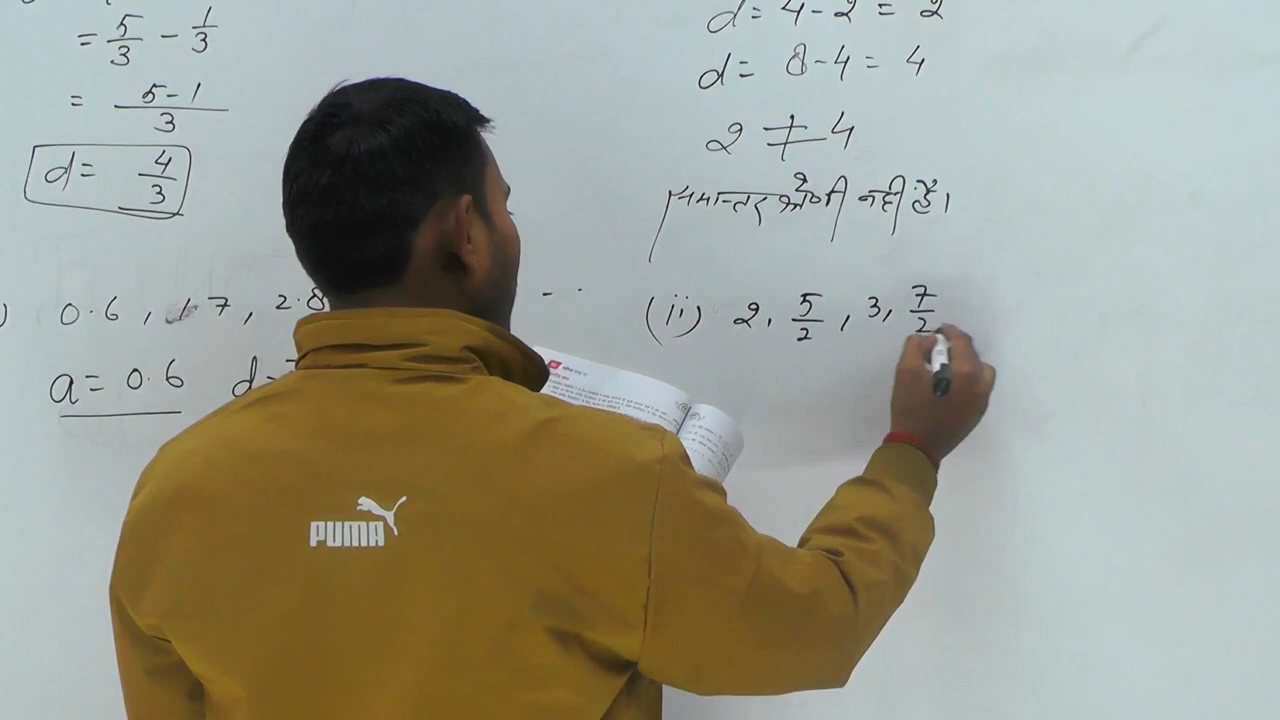 = 5/3 - 1/3
= 5-1/3
d= 4/3
) 0.6, 1.7, 2.8 - ..
a= 0.6 d=
d= 4-2 = 2
d= 8-4 = 4
2 ≠ 4
समान्तर श्रेणी नहीं है।
(ii) 2, 5/2, 3, 7/2
PUMA